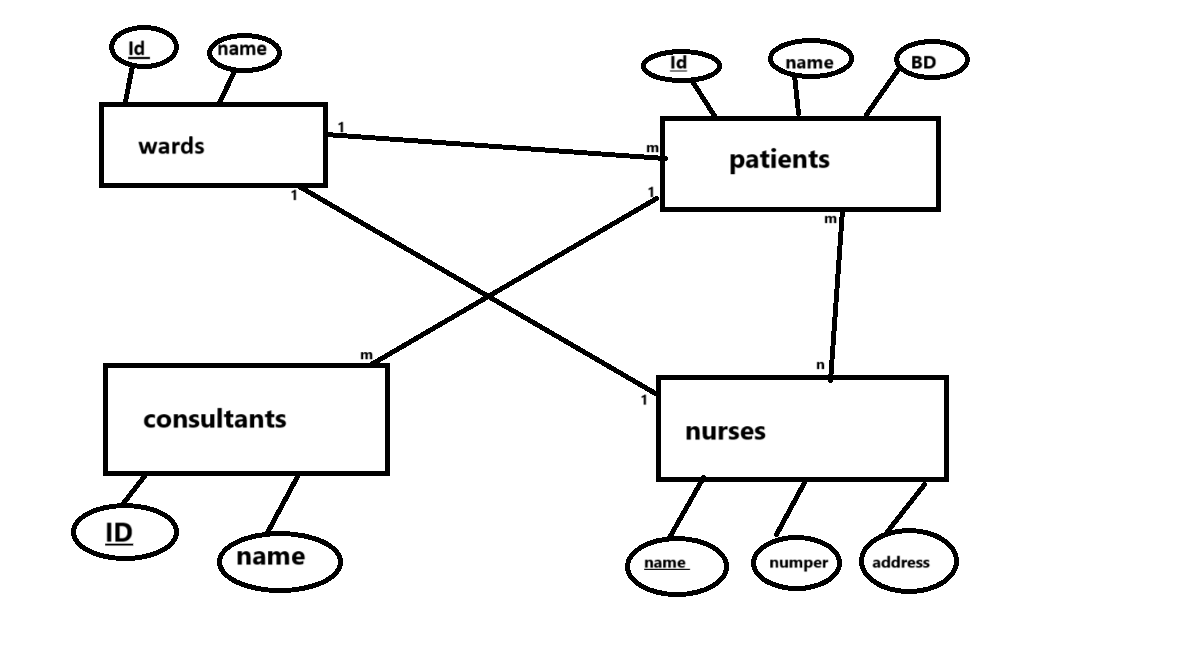 Id
name
Id
name
BD
wards
patients
1
m
1
1
m
m
n
1
consultants
nurses
ID
name
name
numper
address